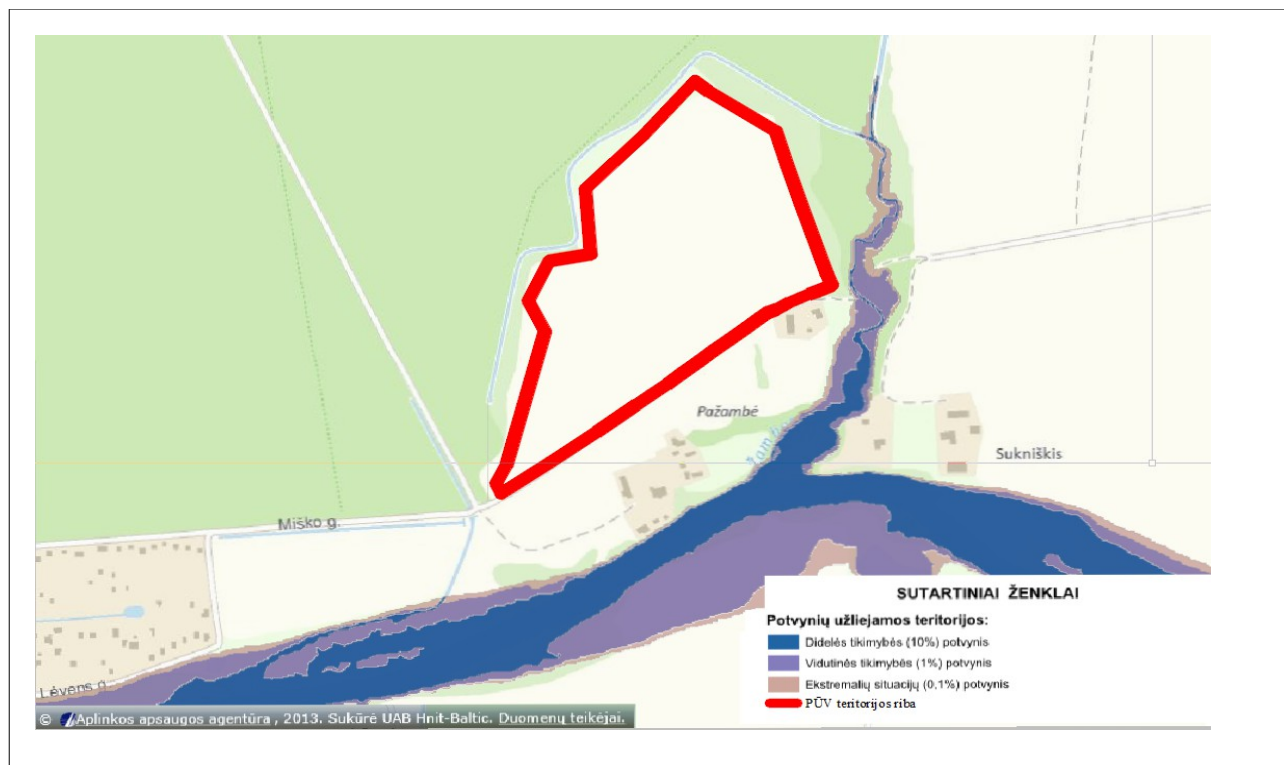 Pažambė
Sukniškis
Miško g.
Lėvens g.
SUTARTINIAI ŽENKLAI
Potvynių užliejamos teritorijos:
Didelės tikimybės (10%) potvynis
Vidutinės tikimybės (1%) potvynis
Ekstremalių situacijų (0,1%) potvynis
PŪV teritorijos riba
© Aplinkos apsaugos agentūra , 2013. Sukūrė UAB Hnit-Baltic. Duomenų teikėjai.